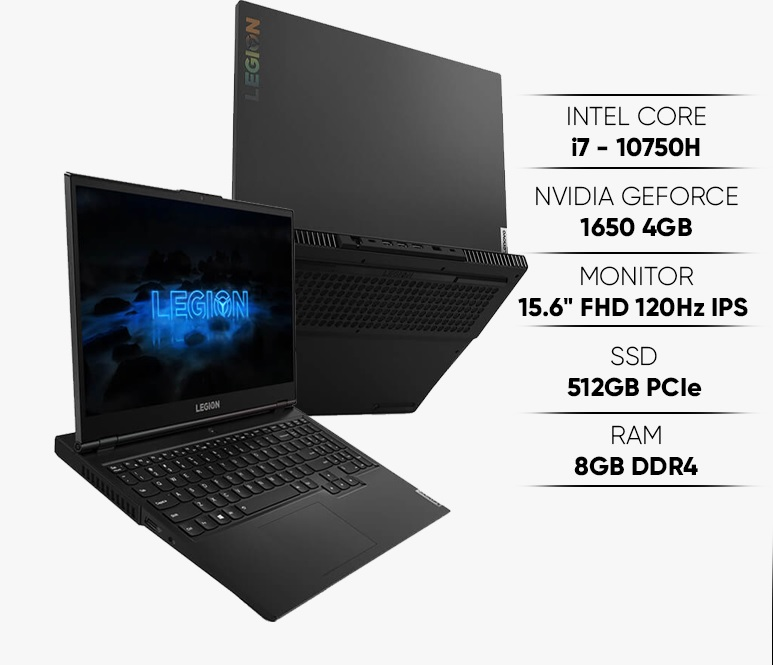 LEGION
INTEL CORE
i7 - 10750H
NVIDIA GEFORCE
1650 4GB
MONITOR
15.6" FHD 120Hz IPS
SSD
512GB PCIe
RAM
8GB DDR4
LEGION
LEGION